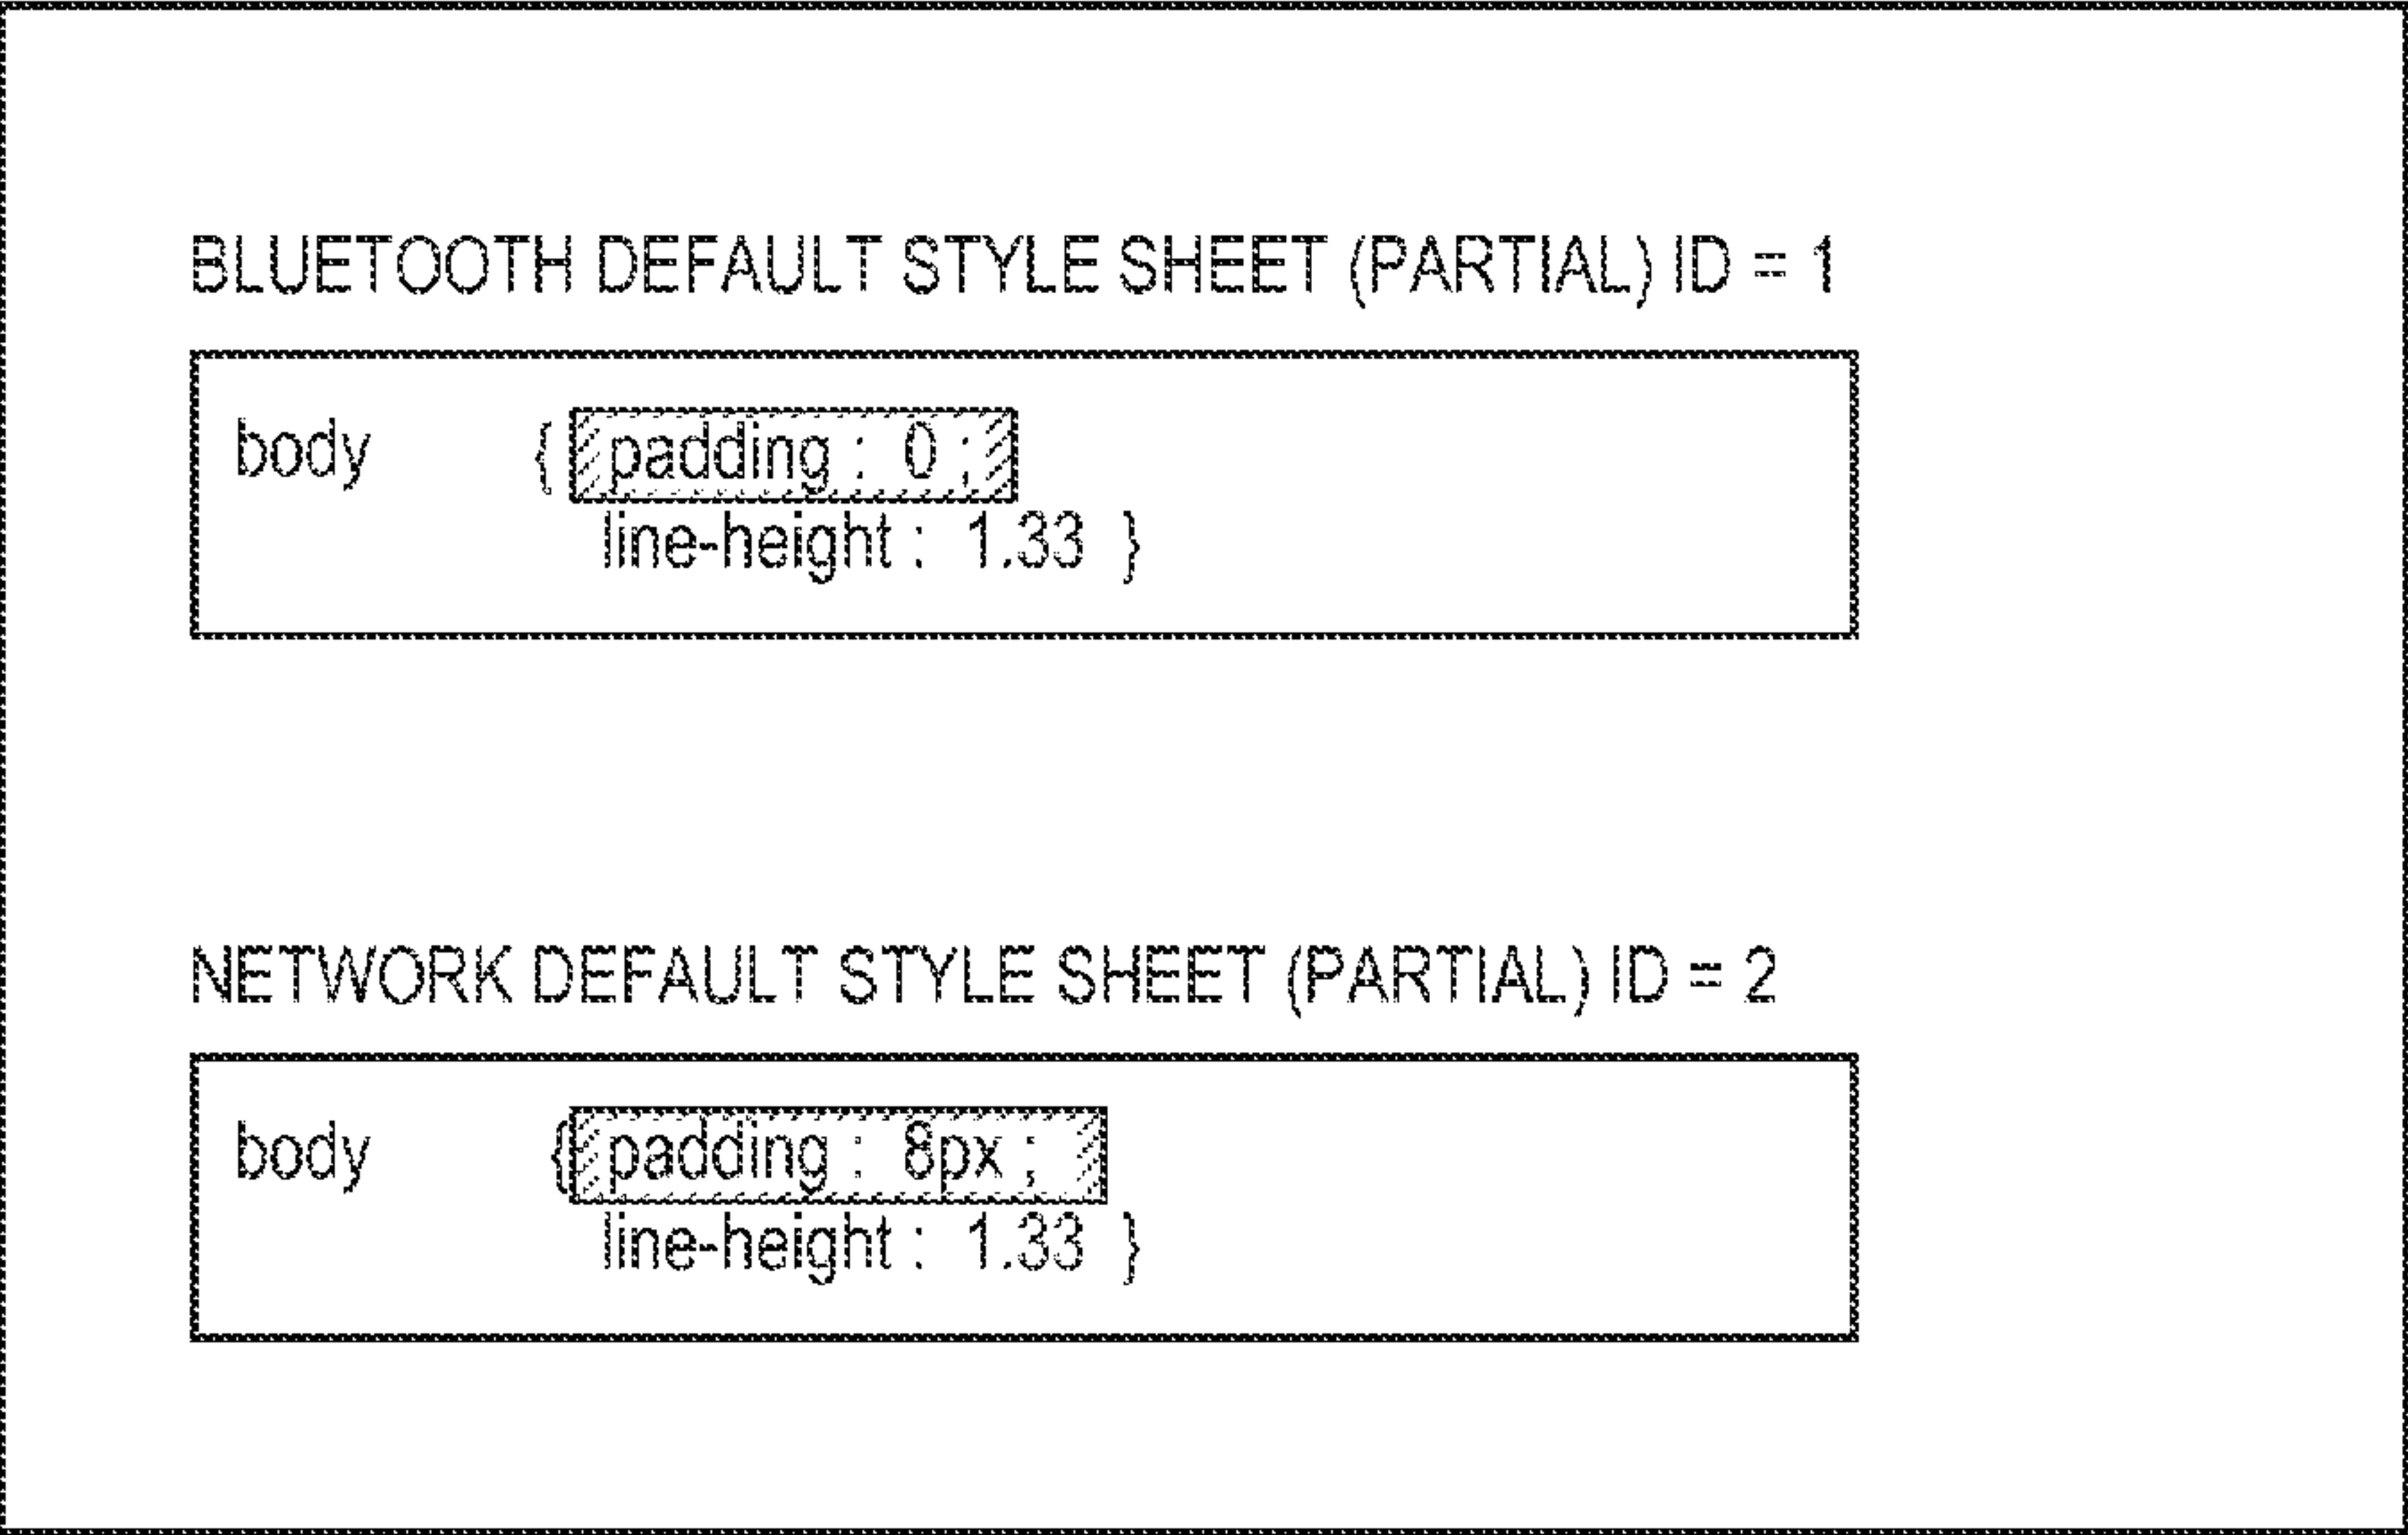 BLUETOOTH DEFAULT STYLE SHEET (PARTIAL) ID = 1
body { padding : 0 ;
line-height : 1.33 }
NETWORK DEFAULT STYLE SHEET (PARTIAL) ID = 2
body { padding : 8px ;
line-height : 1.33 }